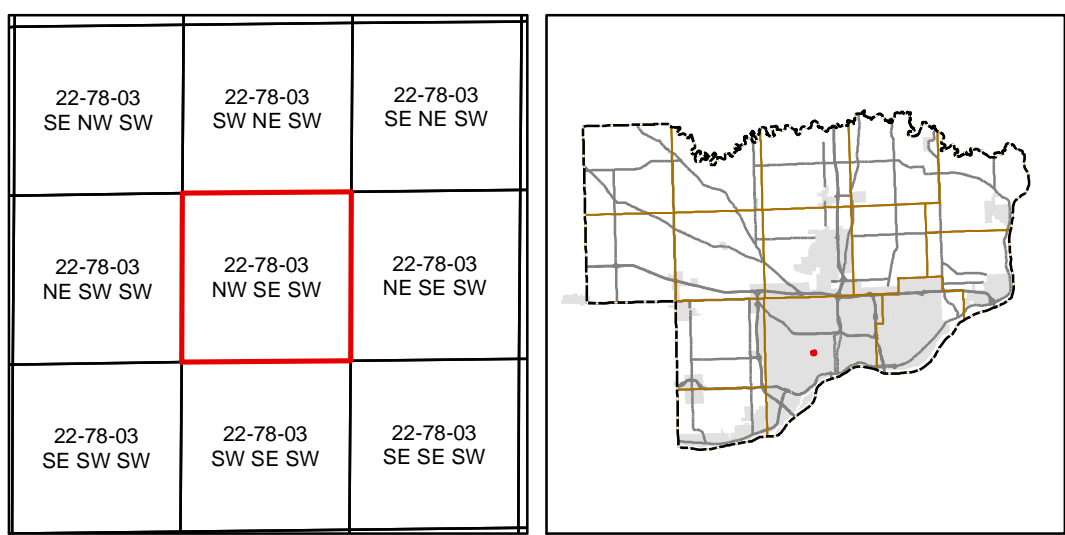 22-78-03
SE NW SW
22-78-03
SW NE SW
22-78-03
SE NE SW
22-78-03
NE SW SW
22-78-03
NW SE SW
22-78-03
NE SE SW
22-78-03
SE SW SW
22-78-03
SW SE SW
22-78-03
SE SE SW